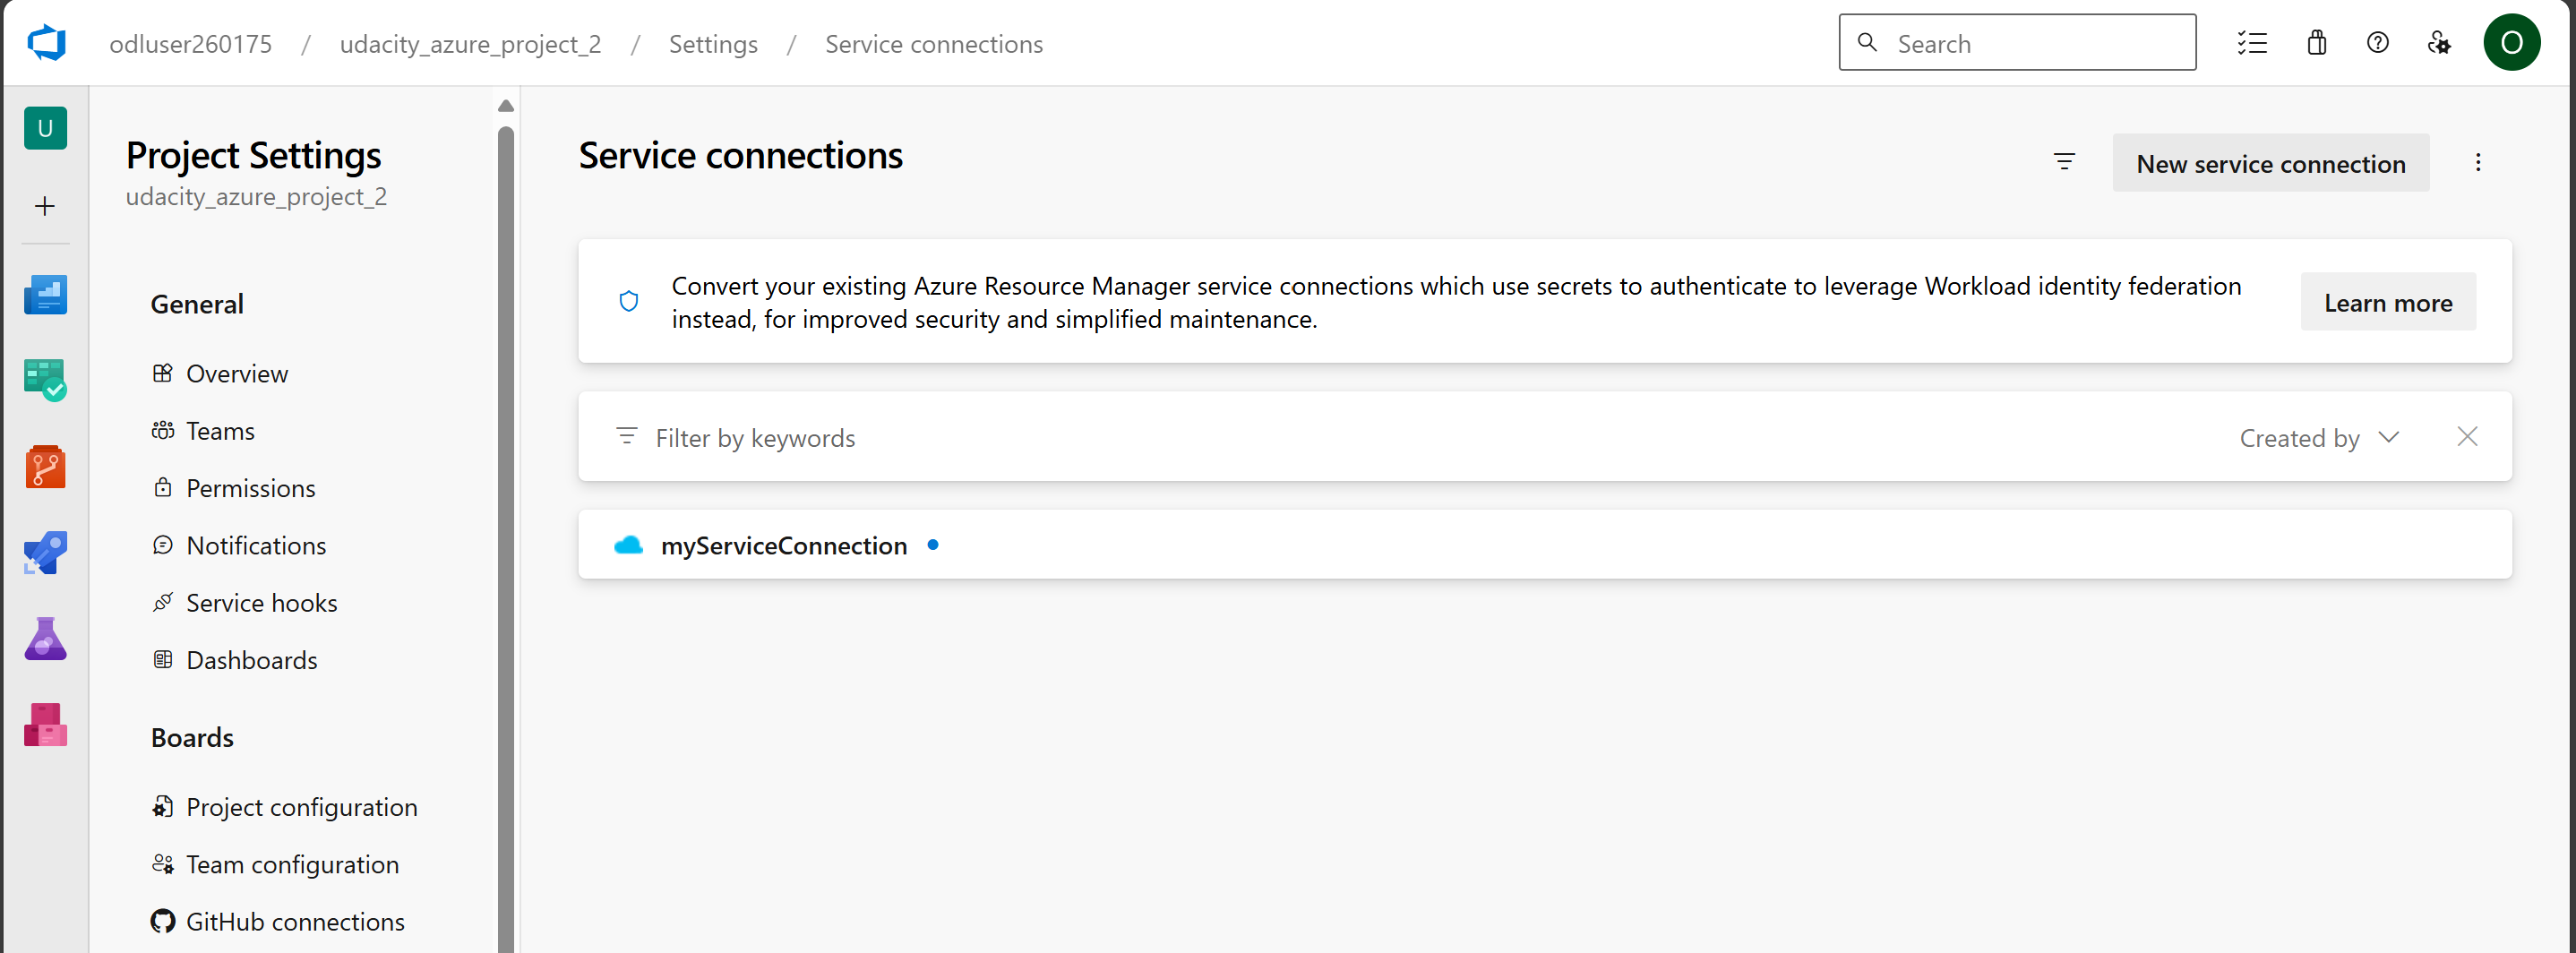 odluser260175 / udacity_azure_project_2 / Settings / Service connections
Search
O
U
Project Settings
udacity_azure_project_2
General
Overview
Teams
Permissions
Notifications
Service hooks
Dashboards
Boards
Project configuration
Team configuration
GitHub connections
Service connections
New service connection
Convert your existing Azure Resource Manager service connections which use secrets to authenticate to leverage Workload identity federation
instead, for improved security and simplified maintenance.
Learn more
Filter by keywords
Created by
myServiceConnection